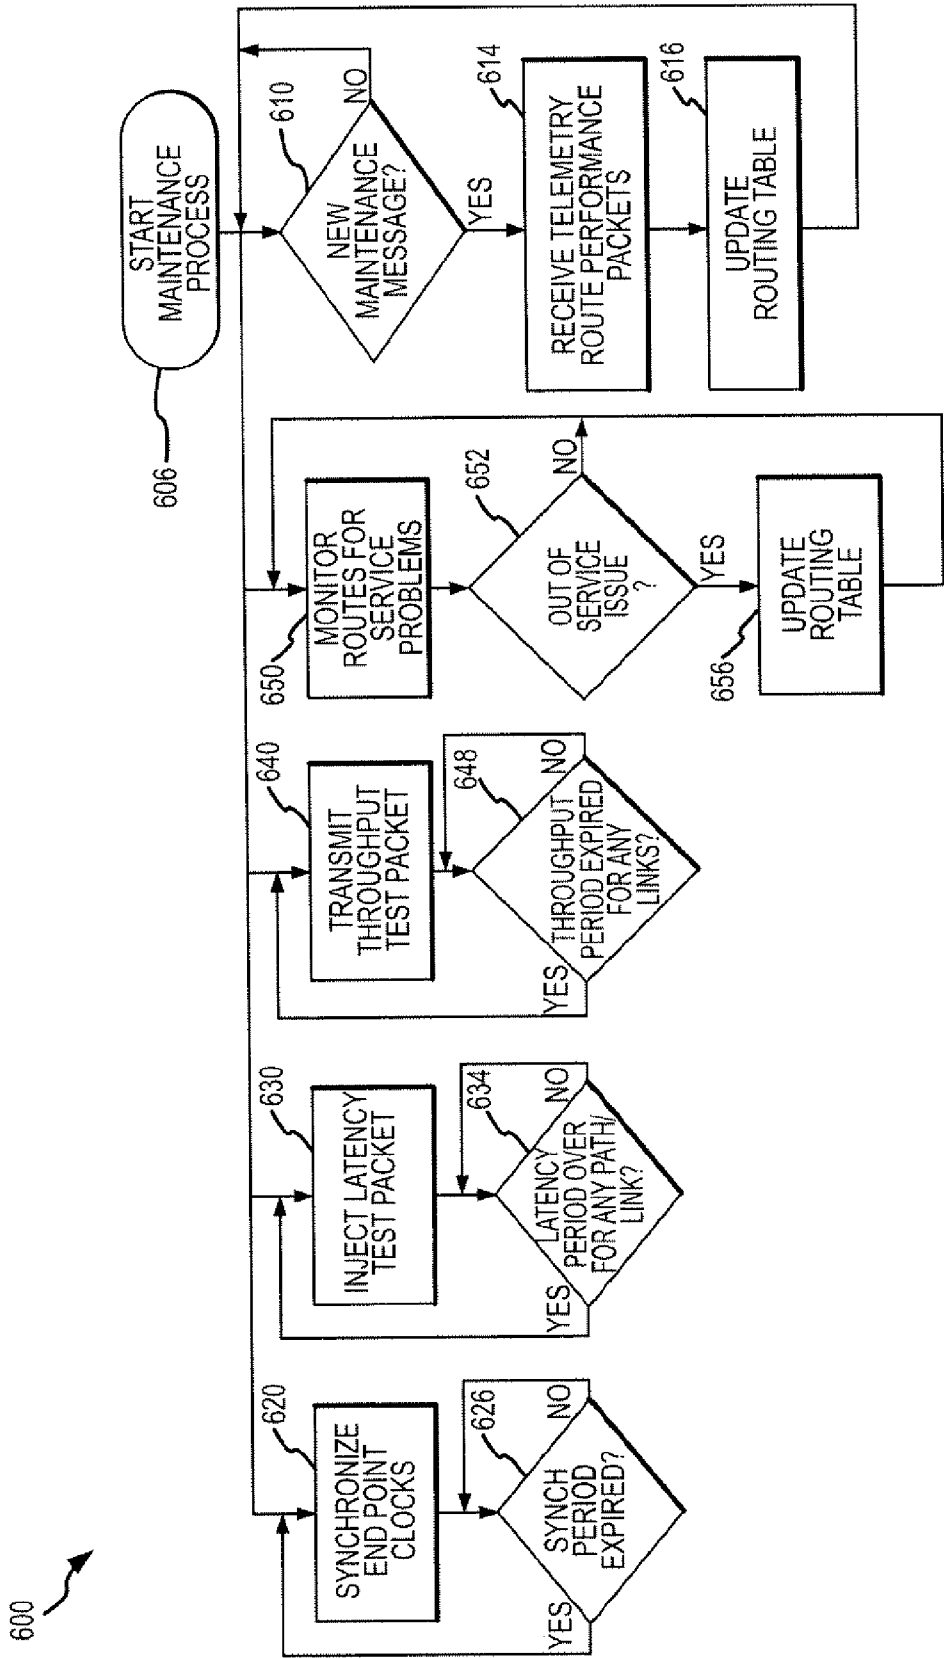 600
START
MAINTENANCE
PROCESS
606
SYNCHRONIZE
END POINT
CLOCKS
620
SYNCH
PERIOD
EXPIRED?
626
YES
NO
INJECT LATENCY
TEST PACKET
630
LATENCY
PERIOD OVER
FOR ANY PATH/
LINK?
634
YES
NO
TRANSMIT
THROUGHPUT
TEST PACKET
640
THROUGHPUT
PERIOD EXPIRED
FOR ANY
LINKS?
648
YES
NO
MONITOR
ROUTES FOR
SERVICE
PROBLEMS
650
OUT OF
SERVICE
ISSUE
?
652
NO
YES
UPDATE
ROUTING
TABLE
656
NEW
MAINTENANCE
MESSAGE?
610
NO
YES
RECEIVE TELEMETRY
ROUTE PERFORMANCE
PACKETS
614
UPDATE
ROUTING TABLE
616